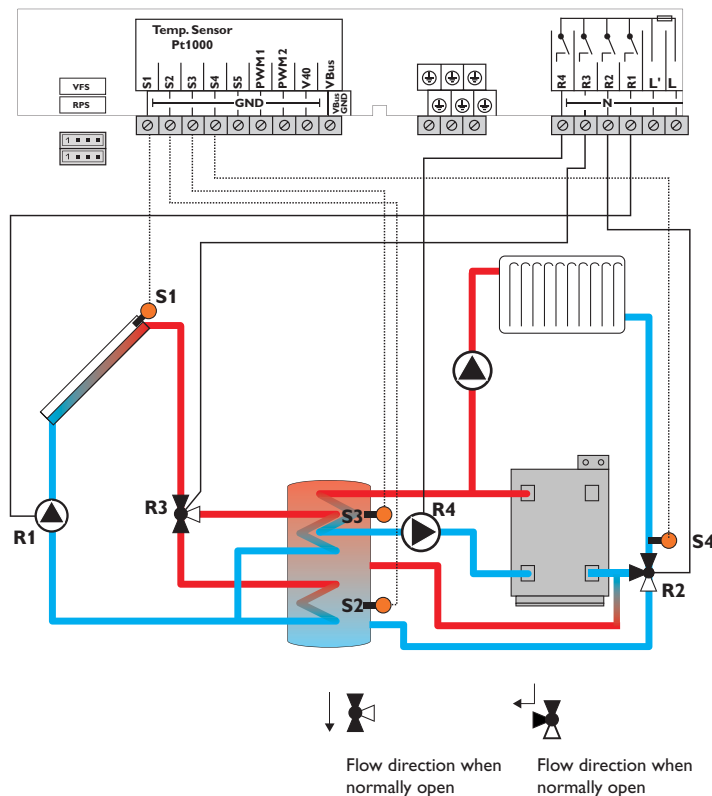 Temp. Sensor
Pt1000
VFS
RPS
S1
S2
S3
S4
S5
PWM1
PWM2
V40
VBus
GND
VBus
GND
R4
R3
R2
R1
L'
L
N
1
1
S1
R3
R1
S3
R4
S4
S2
R2
Flow direction when
normally open
Flow direction when
normally open